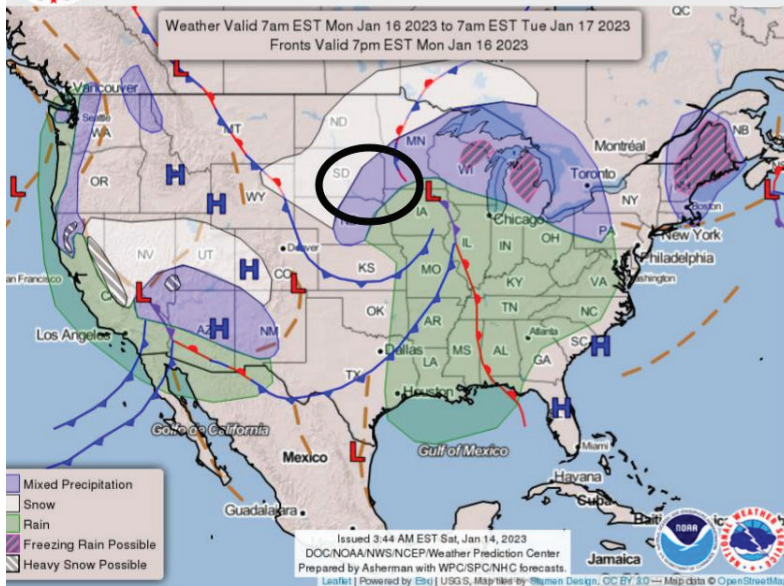 QC
Weather Valid 7am EST Mon Jan 16 2023 to 7am EST Tue Jan 17 2023
Fronts Valid 7pm EST Mon Jan 16 2023
L
Vancouver
Seattle
WA
MT
ND
MN
Montréal
NB
OR
H
H
WY
SD
WI
Toronto
L
L
L
IA
NY
Boston
Chicago
New York
PA
Philadelphia
NV
UT
H
Denver
CO
L
KS
MO
IL
IN
OH
KY
VA
Washington
San Francisco
C
L
Los Angeles
AZ
H
NM
OK
AR
TN
NC
SC
H
Dallas
MS
AL
Atlanta
GA
TX
LA
Houston
H
Golfo de California
L
Gulf of Mexico
Miami
Mexico
Havana
Cuba
Guadalajara
Jamaica
Mixed Precipitation
Snow
Rain
Freezing Rain Possible
Heavy Snow Possible
Issued 3:44 AM EST Sat, Jan 14, 2023
DOC/NOAA/NWS/NCEP/Weather Prediction Center
Prepared by Asherman with WPC/SPC/NHC forecasts.
NOAA
Leaflet | Powered by Esri | USGS, Map tiles by Stamen Design, CC BY 3.0 — Map data © OpenStreetMa